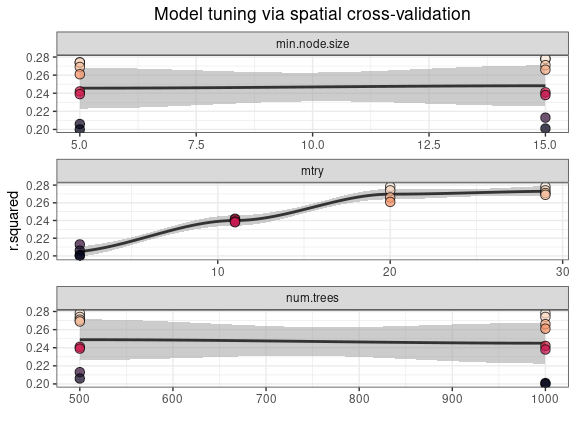 Model tuning via spatial cross-validation
min.node.size
0.28
0.26
0.24
0.22
0.20
5.0 7.5 10.0 12.5 15.0
mtry
0.28
0.26
0.24
0.22
0.20
10 20 30
r.squared
num.trees
0.28
0.26
0.24
0.22
0.20
500 600 700 800 900 1000